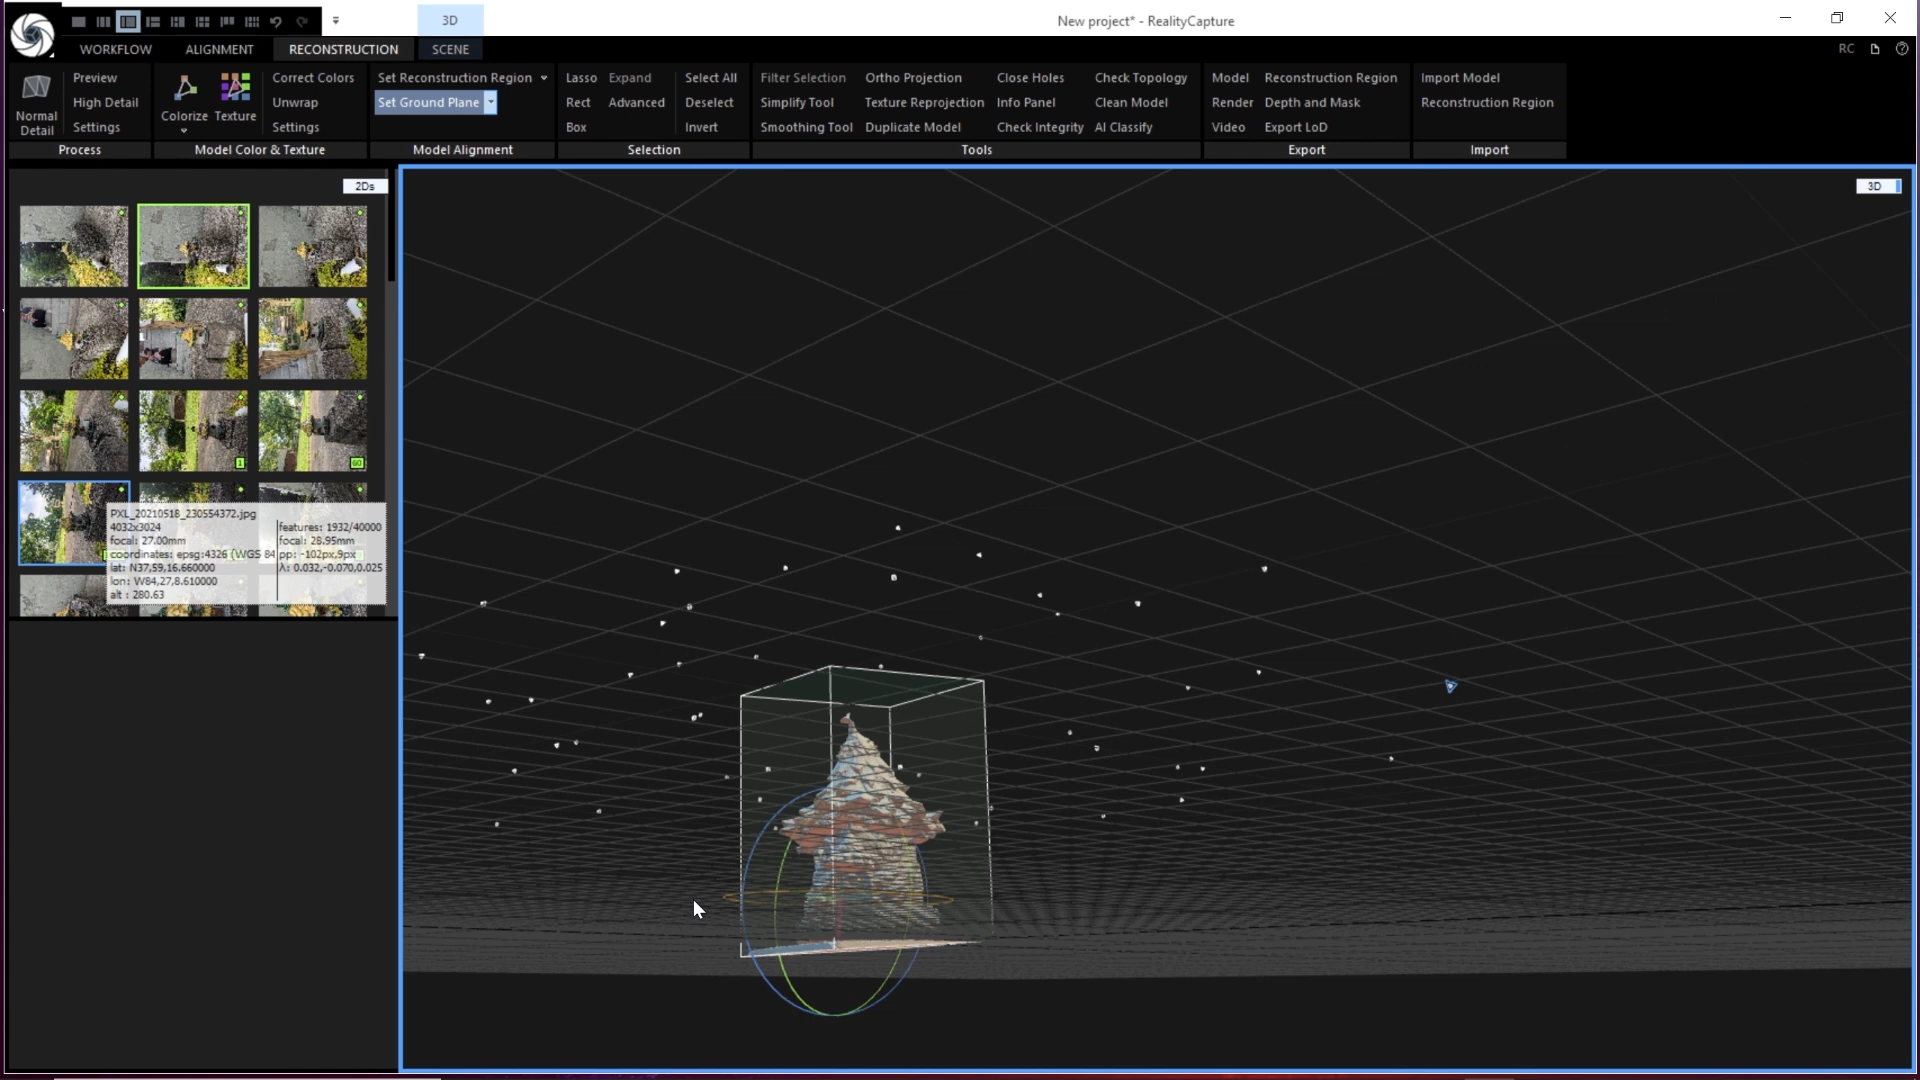 3D
New project* - RealityCapture
WORKFLOW ALIGNMENT RECONSTRUCTION SCENE
RC
Normal Detail
Preview
High Detail
Settings
Process
Colorize
Texture
Correct Colors
Unwrap
Settings
Model Color & Texture
Set Reconstruction Region
Set Ground Plane
Model Alignment
Lasso Expand Select All
Rect Advanced Deselect
Box Invert
Selection
Filter Selection Ortho Projection Close Holes Check Topology
Simplify Tool Texture Reprojection Info Panel Clean Model
Smoothing Tool Duplicate Model Check Integrity AI Classify
Tools
Model Reconstruction Region
Render Depth and Mask
Video Export LoD
Export
Import Model
Reconstruction Region
Import
2Ds
3D
1
60
PXL_20210518_230554372.jpg
4032x3024 features: 1932/40000
focal: 27.00mm focal: 28.95mm
coordinates: epsg:4326 (WGS 84 pp: -102px,9px
lat: N37,59,16.660000 λ: 0.032,-0.070,0.025
lon: W84,27,8.610000
alt : 280.63